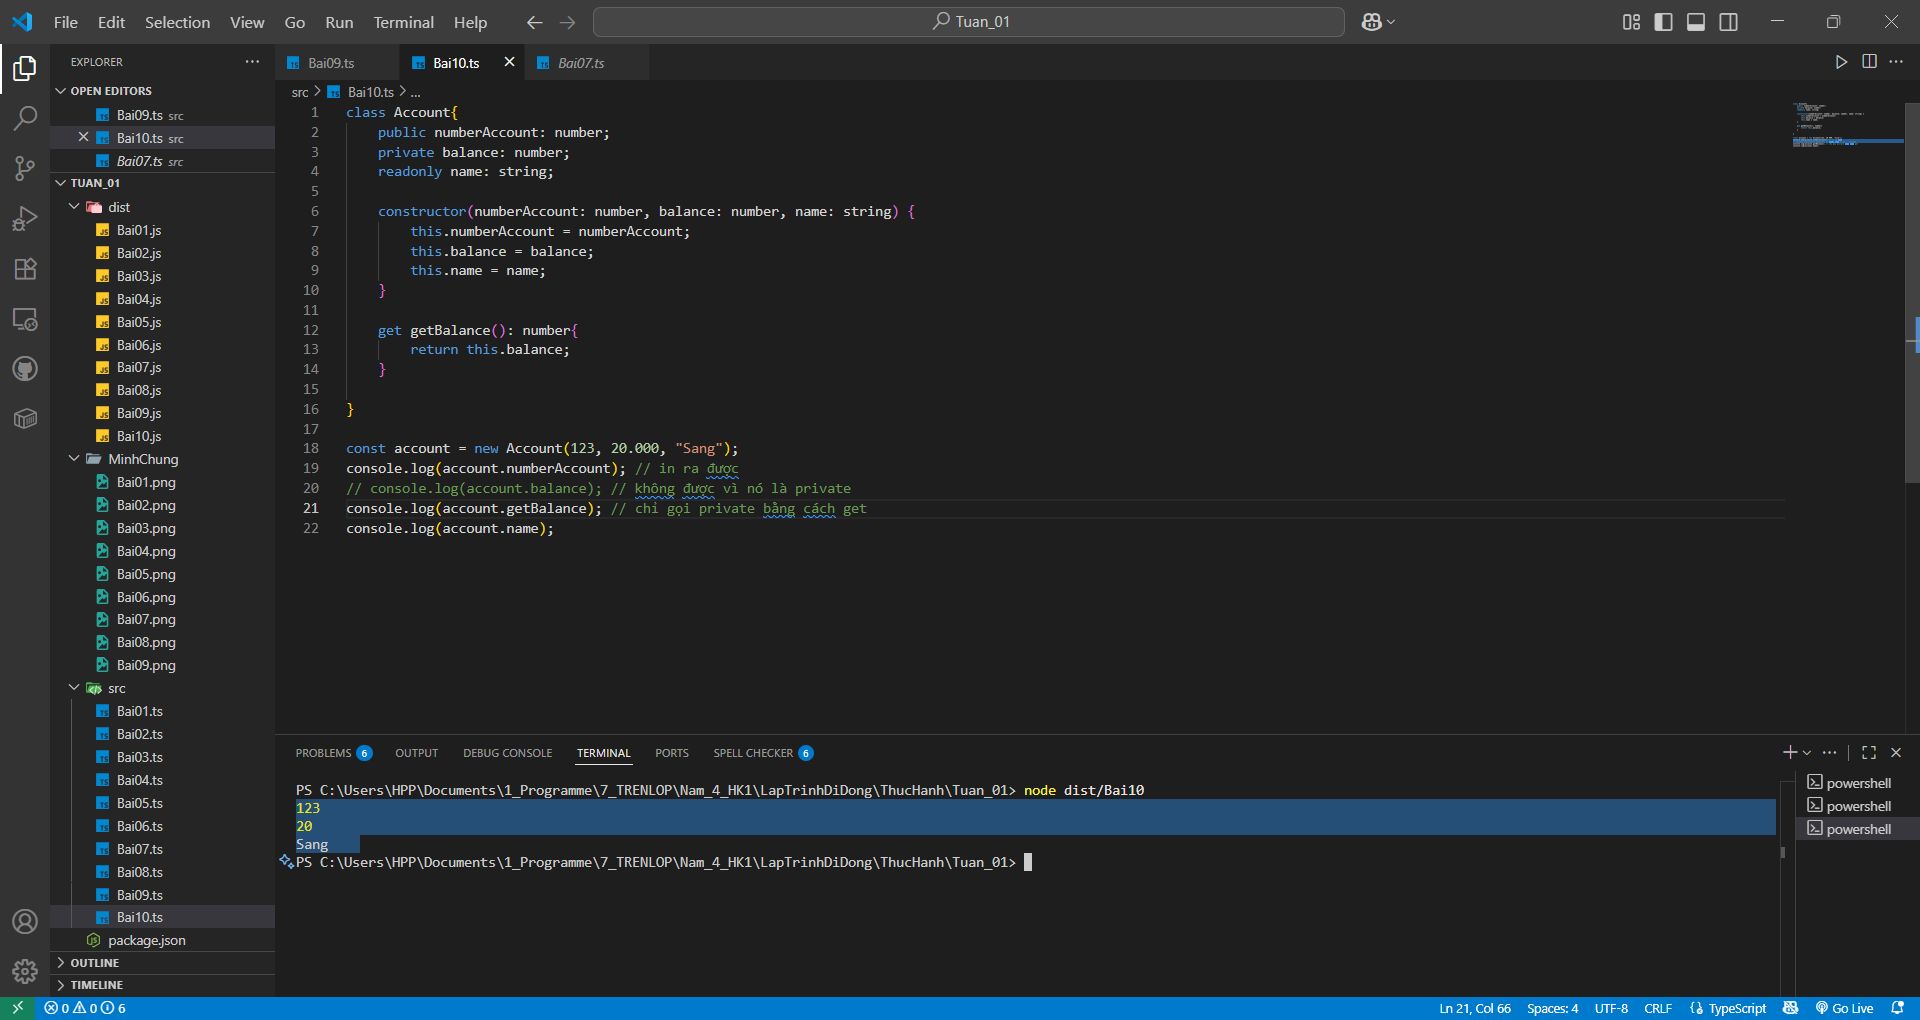 File Edit Selection View Go Run Terminal Help
Tuan_01
EXPLORER
OPEN EDITORS
Bai09.ts src
Bai10.ts src
Bai07.ts src
TUAN_01
dist
Bai01.js
Bai02.js
Bai03.js
Bai04.js
Bai05.js
Bai06.js
Bai07.js
Bai08.js
Bai09.js
Bai10.js
MinhChung
Bai01.png
Bai02.png
Bai03.png
Bai04.png
Bai05.png
Bai06.png
Bai07.png
Bai08.png
Bai09.png
src
Bai01.ts
Bai02.ts
Bai03.ts
Bai04.ts
Bai05.ts
Bai06.ts
Bai07.ts
Bai08.ts
Bai09.ts
Bai10.ts
package.json
OUTLINE
TIMELINE
Bai09.ts Bai10.ts Bai07.ts
src > Bai10.ts > ...
1 class Account{
2 public numberAccount: number;
3 private balance: number;
4 readonly name: string;
5
6 constructor(numberAccount: number, balance: number, name: string) {
7 this.numberAccount = numberAccount;
8 this.balance = balance;
9 this.name = name;
10 }
11
12 get getBalance(): number{
13 return this.balance;
14 }
15
16 }
17
18 const account = new Account(123, 20.000, "Sang");
19 console.log(account.numberAccount); // in ra được
20 // console.log(account.balance); // không được vì nó là private
21 console.log(account.getBalance); // chỉ gọi private bằng cách get
22 console.log(account.name);
PROBLEMS 6 OUTPUT DEBUG CONSOLE TERMINAL PORTS SPELL CHECKER 6
PS C:\Users\HPP\Documents\1_Programme\7_TRENLOP\Nam_4_HK1\LapTrinhDiDong\ThucHanh\Tuan_01> node dist/Bai10
123
20
Sang
PS C:\Users\HPP\Documents\1_Programme\7_TRENLOP\Nam_4_HK1\LapTrinhDiDong\ThucHanh\Tuan_01>
powershell
powershell
powershell
0 0 6 Ln 21, Col 66 Spaces: 4 UTF-8 CRLF {} TypeScript Go Live